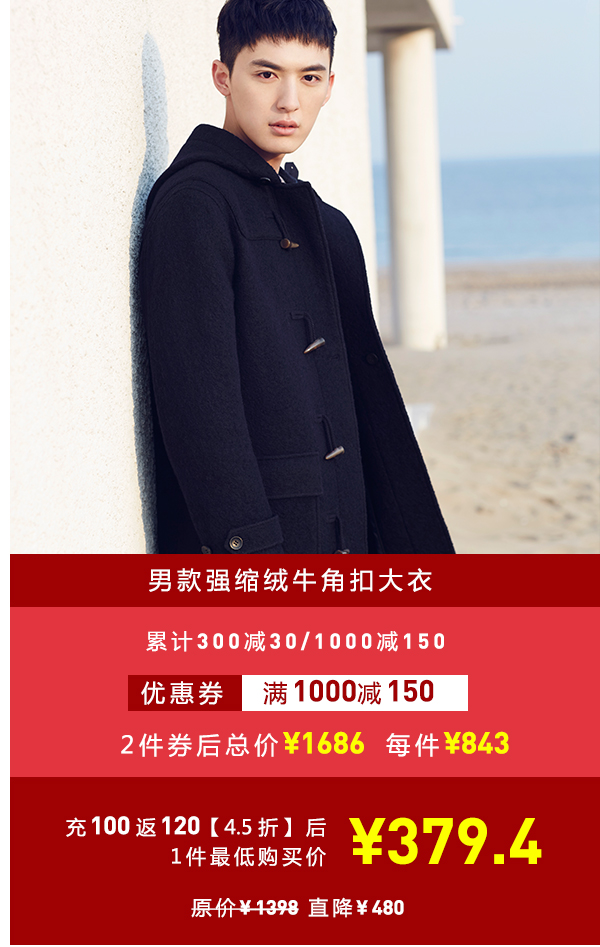 男款强缩绒牛角扣大衣
累计300减30/1000减150
优惠券 满1000减150
2件券后总价¥1686 每件¥843
充100返120【4.5折】后
1件最低购买价 ¥379.4
原价¥1398 直降¥480